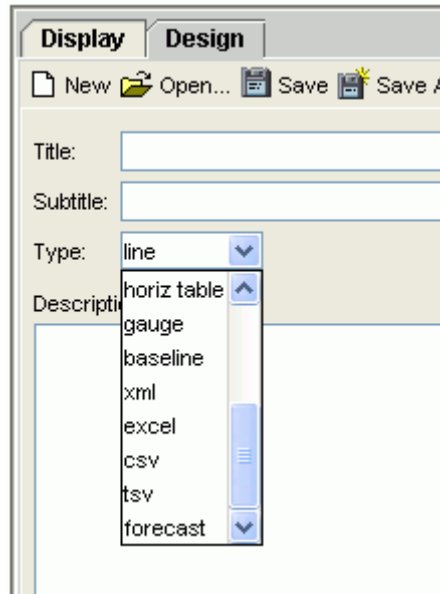 Display Design
New Open... Save Save A
Title:
Subtitle:
Type: line
horiz table
Descripti
gauge
baseline
xml
excel
csv
tsv
forecast